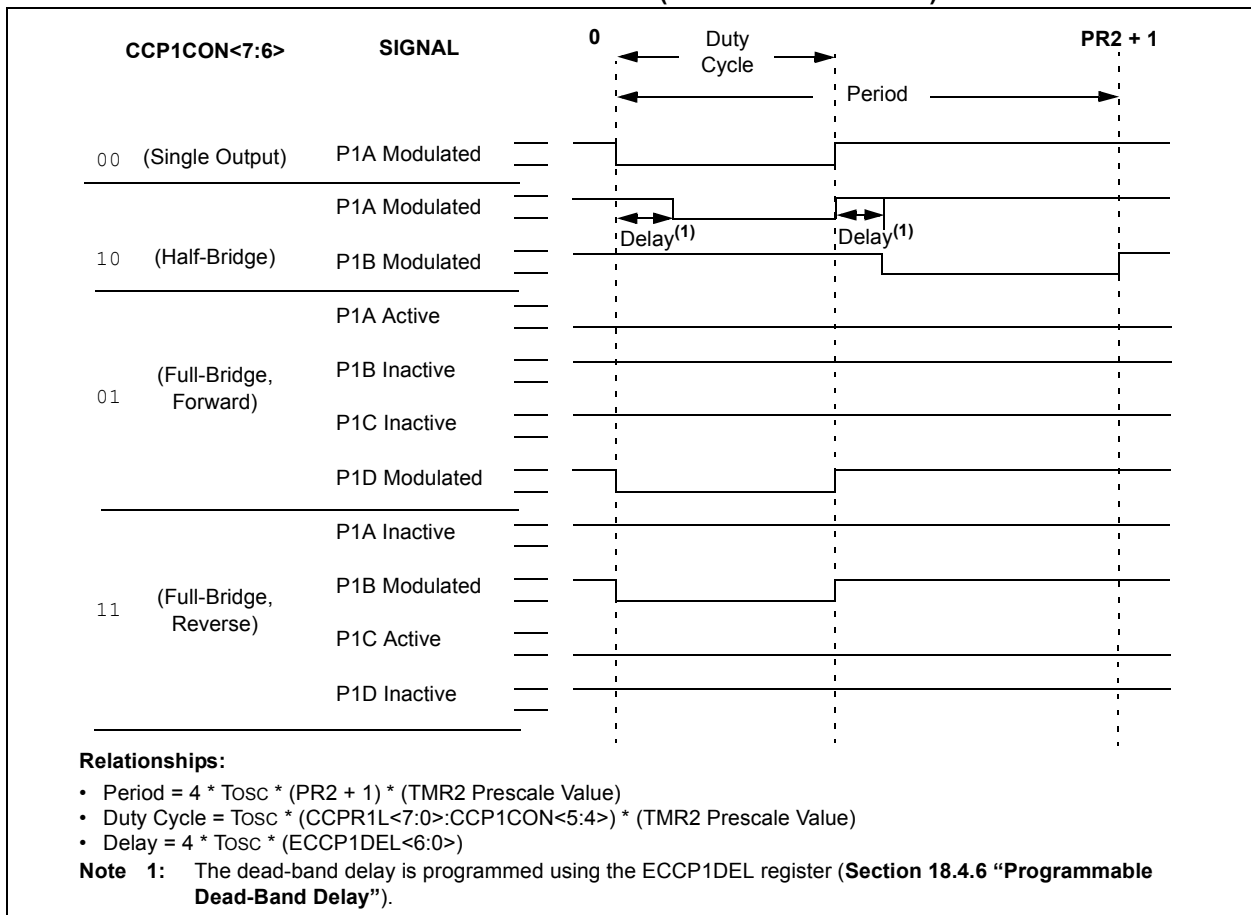 CCP1CON<7:6> SIGNAL 0 Duty Cycle PR2 + 1
Period
00 (Single Output) P1A Modulated
P1A Modulated
Delay(1) Delay(1)
10 (Half-Bridge) P1B Modulated
P1A Active
P1B Inactive
01 (Full-Bridge, Forward)
P1C Inactive
P1D Modulated
P1A Inactive
P1B Modulated
11 (Full-Bridge, Reverse)
P1C Active
P1D Inactive
Relationships:
• Period = 4 * TOSC * (PR2 + 1) * (TMR2 Prescale Value)
• Duty Cycle = TOSC * (CCPR1L<7:0>:CCP1CON<5:4>) * (TMR2 Prescale Value)
• Delay = 4 * TOSC * (ECCP1DEL<6:0>)
Note 1: The dead-band delay is programmed using the ECCP1DEL register (Section 18.4.6 “Programmable
Dead-Band Delay”).